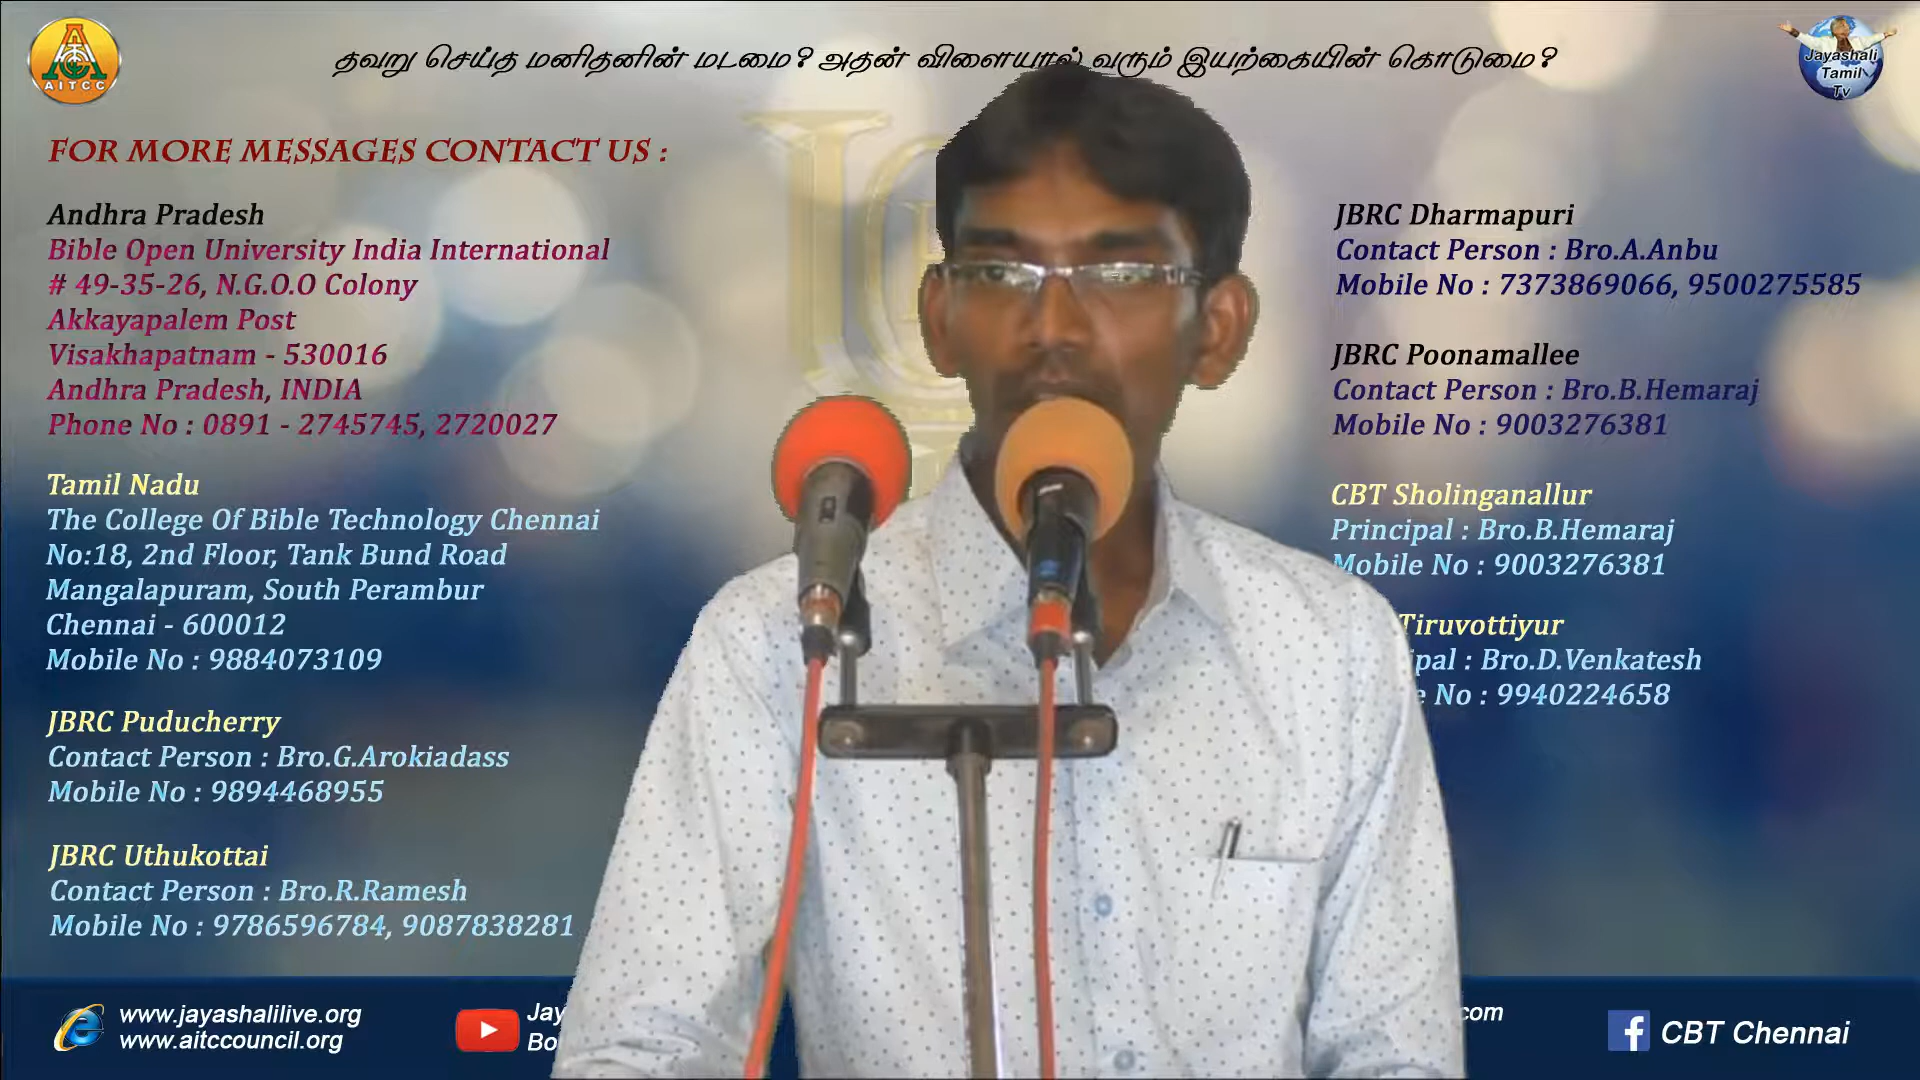 தவறு செய்த மனிதனின் மடமை? அதன் விளையால் வரும் இயற்கையின் கொடுமை?
AITCC
Jayashali
Tamil
Tv
FOR MORE MESSAGES CONTACT US :
Andhra Pradesh
Bible Open University India International
# 49-35-26, N.G.O.O Colony
Akkayapalem Post
Visakhapatnam - 530016
Andhra Pradesh, INDIA
Phone No : 0891 - 2745745, 2720027
Tamil Nadu
The College Of Bible Technology Chennai
No:18, 2nd Floor, Tank Bund Road
Mangalapuram, South Perambur
Chennai - 600012
Mobile No : 9884073109
JBRC Puducherry
Contact Person : Bro.G.Arokiadass
Mobile No : 9894468955
JBRC Uthukottai
Contact Person : Bro.R.Ramesh
Mobile No : 9786596784, 9087838281
JBRC Dharmapuri
Contact Person : Bro.A.Anbu
Mobile No : 7373869066, 9500275585
JBRC Poonamallee
Contact Person : Bro.B.Hemaraj
Mobile No : 9003276381
CBT Sholinganallur
Principal : Bro.B.Hemaraj
Mobile No : 9003276381
Tiruvottiyur
: Bro.D.Venkatesh
No : 9940224658
www.jayashalilive.org
www.aitccouncil.org
CBT Chennai